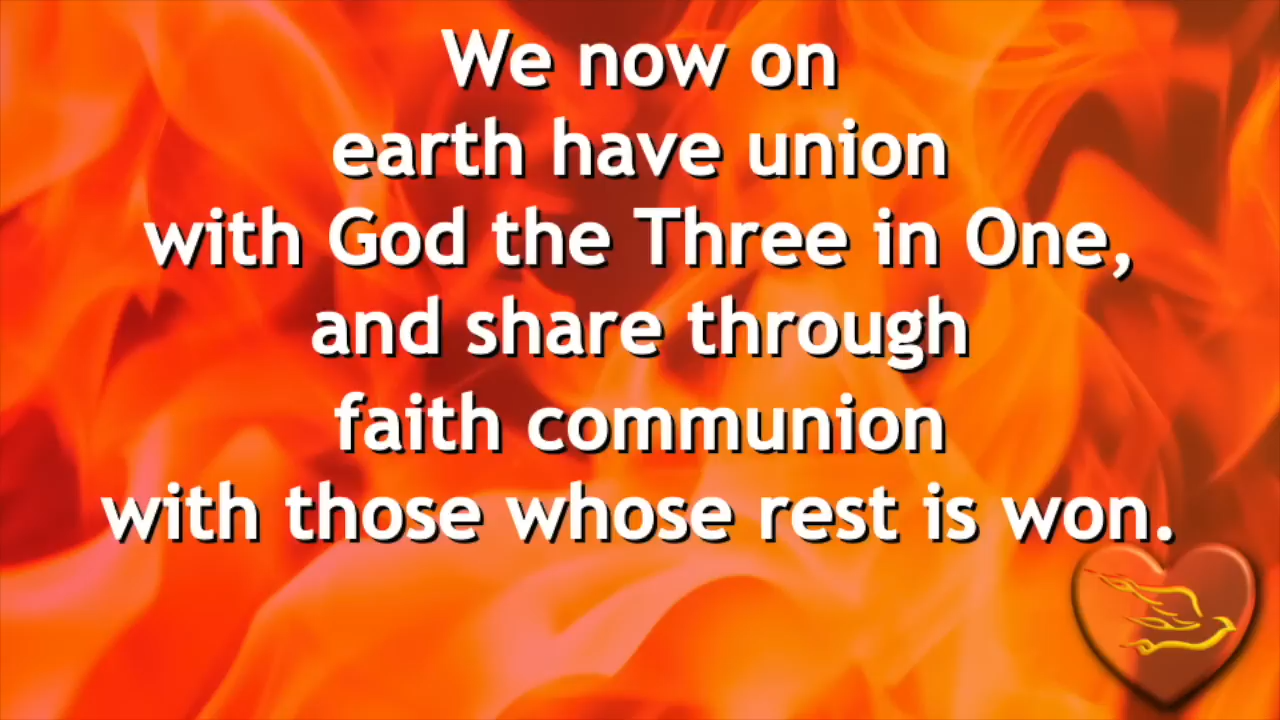 We now on
earth have union
with God the Three in One,
and share through
faith communion
with those whose rest is won.